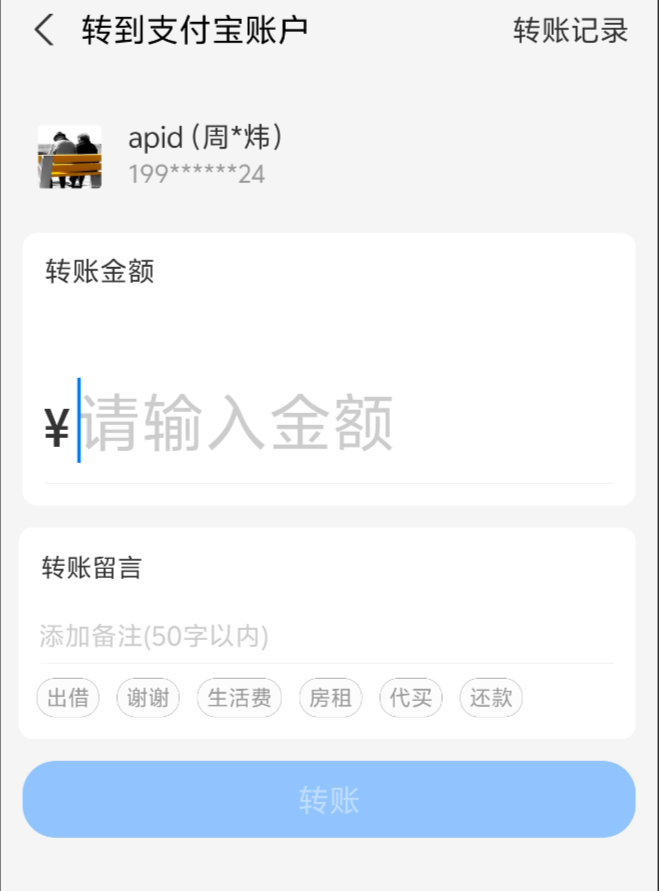 转到支付宝账户 转账记录
apid (周*炜)
199******24
转账金额
¥ 请输入金额
转账留言
添加备注(50字以内)
出借 谢谢 生活费 房租 代买 还款
转账